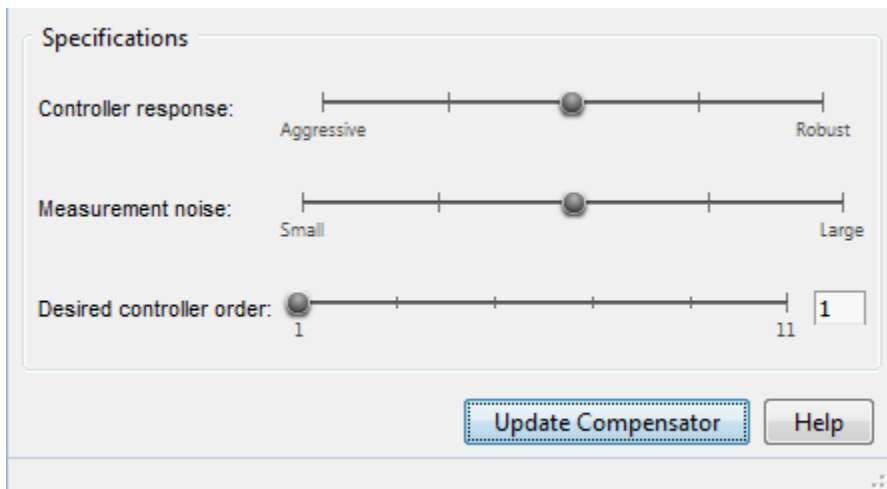 Specifications
Controller response:
Aggressive Robust
Measurement noise:
Small Large
Desired controller order: 1
1 11
Update Compensator Help